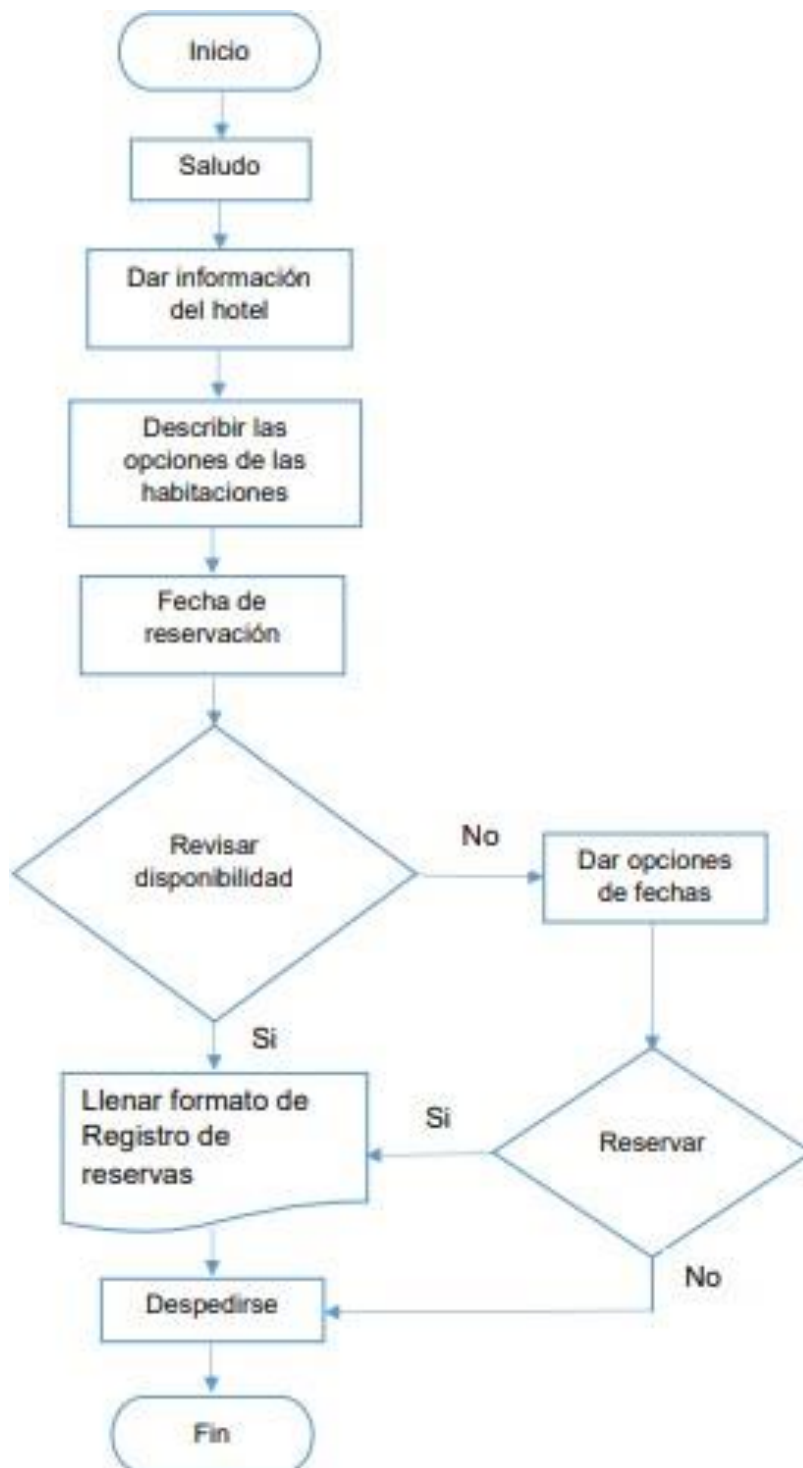 Inicio
Saludo
Dar información
del hotel
Describir las
opciones de las
habitaciones
Fecha de
reservación
Revisar
disponibilidad
No
Dar opciones
de fechas
Si
Llenar formato de
Registro de
reservas
Si
Reservar
No
Despedirse
Fin